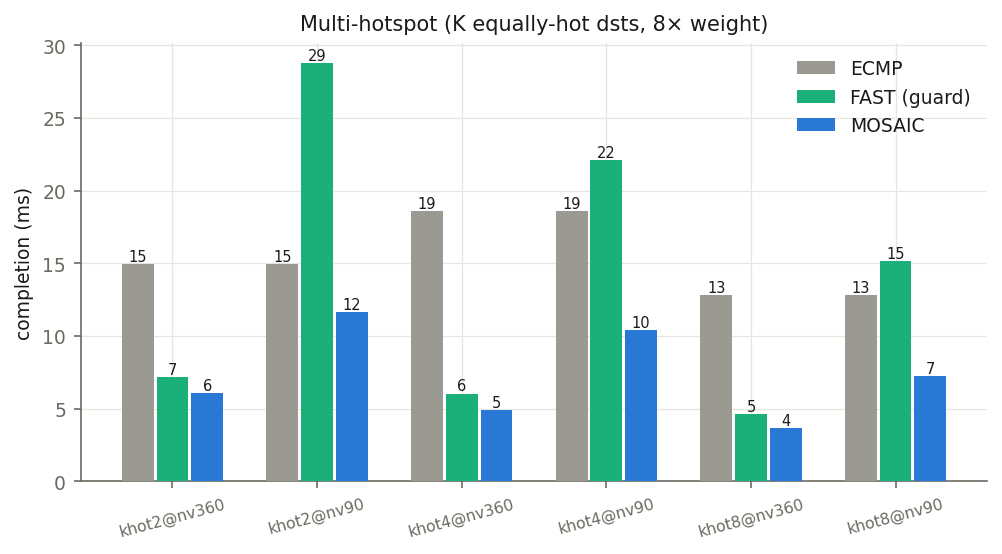 Multi-hotspot (K equally-hot dsts, 8× weight)
ECMP
FAST (guard)
MOSAIC
completion (ms)
30
25
20
15
10
5
0
15
7
6
15
29
12
19
6
5
19
22
10
13
5
4
13
15
7
khot2@nv360
khot2@nv90
khot4@nv360
khot4@nv90
khot8@nv360
khot8@nv90